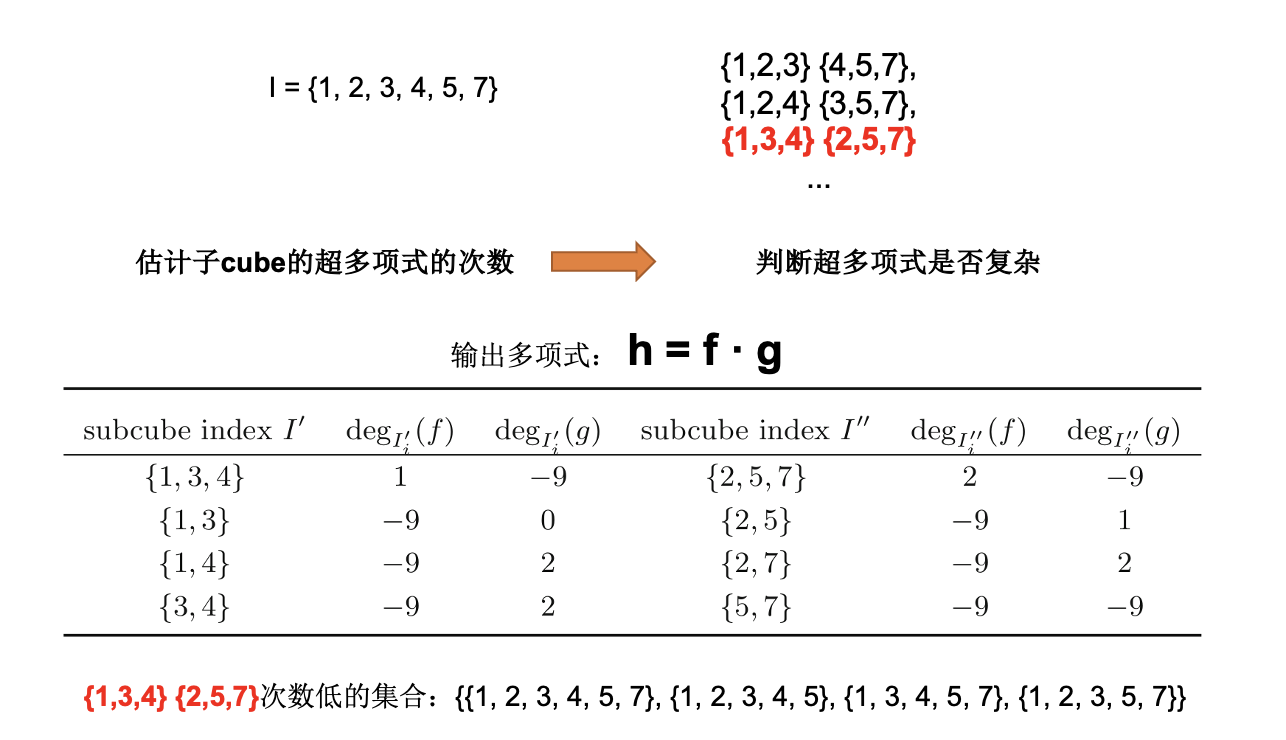 I = {1, 2, 3, 4, 5, 7}
{1,2,3} {4,5,7},
{1,2,4} {3,5,7},
{1,3,4} {2,5,7}
...
估计子cube的超多项式的次数
判断超多项式是否复杂
输出多项式： h = f · g
subcube index I′ deg_{I′_i}(f) deg_{I′_i}(g) subcube index I″ deg_{I″_i}(f) deg_{I″_i}(g)
{1, 3, 4} 1 −9 {2, 5, 7} 2 −9
{1, 3} −9 0 {2, 5} −9 1
{1, 4} −9 2 {2, 7} −9 2
{3, 4} −9 2 {5, 7} −9 −9
{1,3,4} {2,5,7}次数低的集合：{{1, 2, 3, 4, 5, 7}, {1, 2, 3, 4, 5}, {1, 3, 4, 5, 7}, {1, 2, 3, 5, 7}}